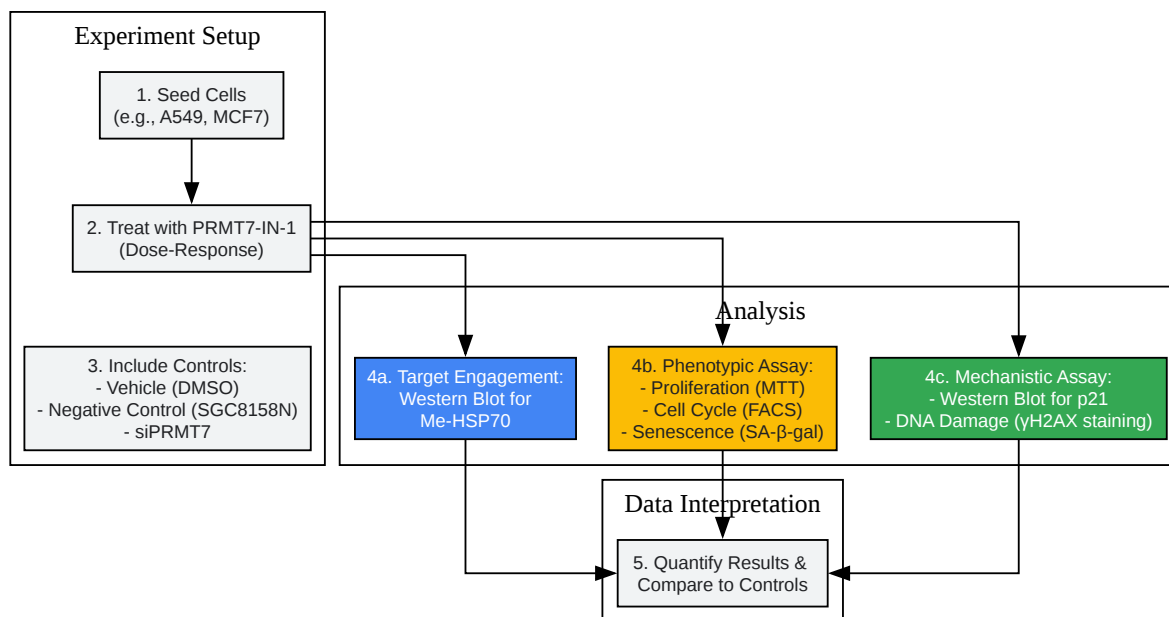 Experiment Setup
1. Seed Cells
(e.g., A549, MCF7)
2. Treat with PRMT7-IN-1
(Dose-Response)
3. Include Controls:
- Vehicle (DMSO)
- Negative Control (SGC8158N)
- siPRMT7
Analysis
4a. Target Engagement:
Western Blot for
Me-HSP70
4b. Phenotypic Assay:
- Proliferation (MTT)
- Cell Cycle (FACS)
- Senescence (SA-β-gal)
4c. Mechanistic Assay:
- Western Blot for p21
- DNA Damage (γH2AX staining)
Data Interpretation
5. Quantify Results &
Compare to Controls